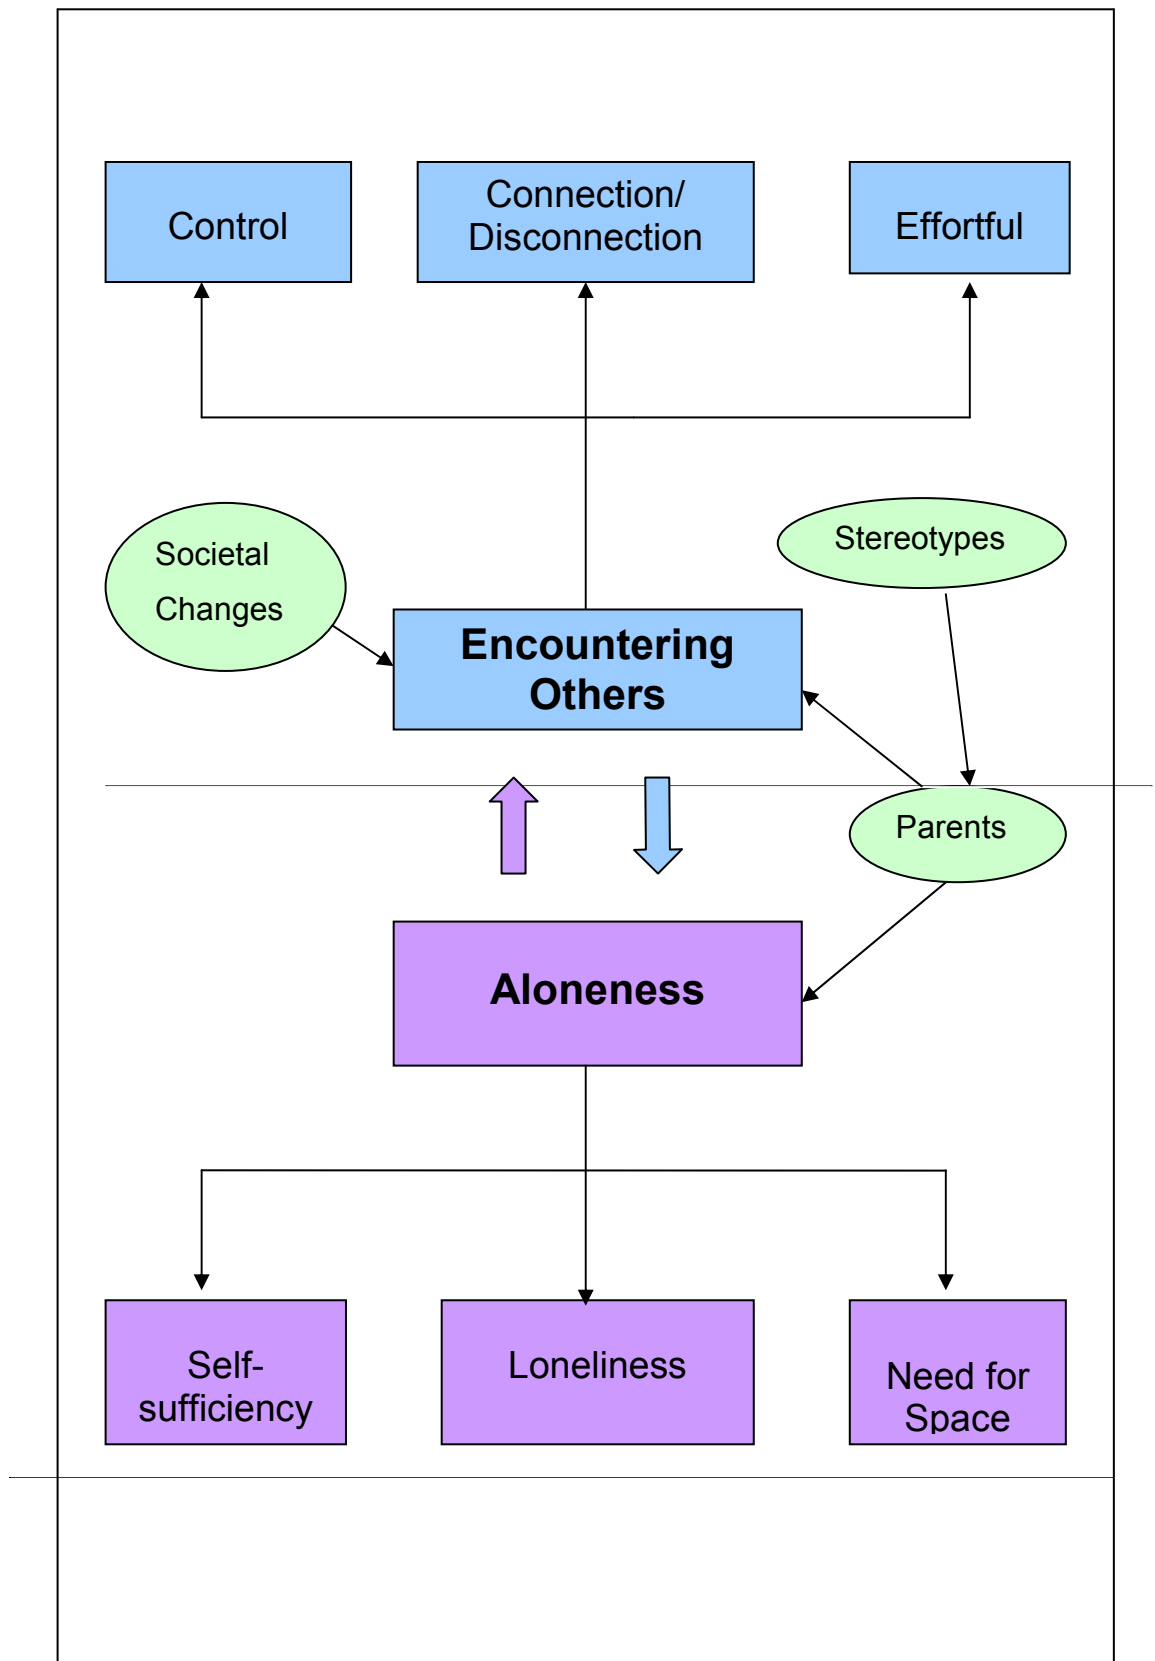 Control
Connection/
Disconnection
Effortful
Societal
Changes
Stereotypes
Encountering
Others
Parents
Aloneness
Self-
sufficiency
Loneliness
Need for
Space